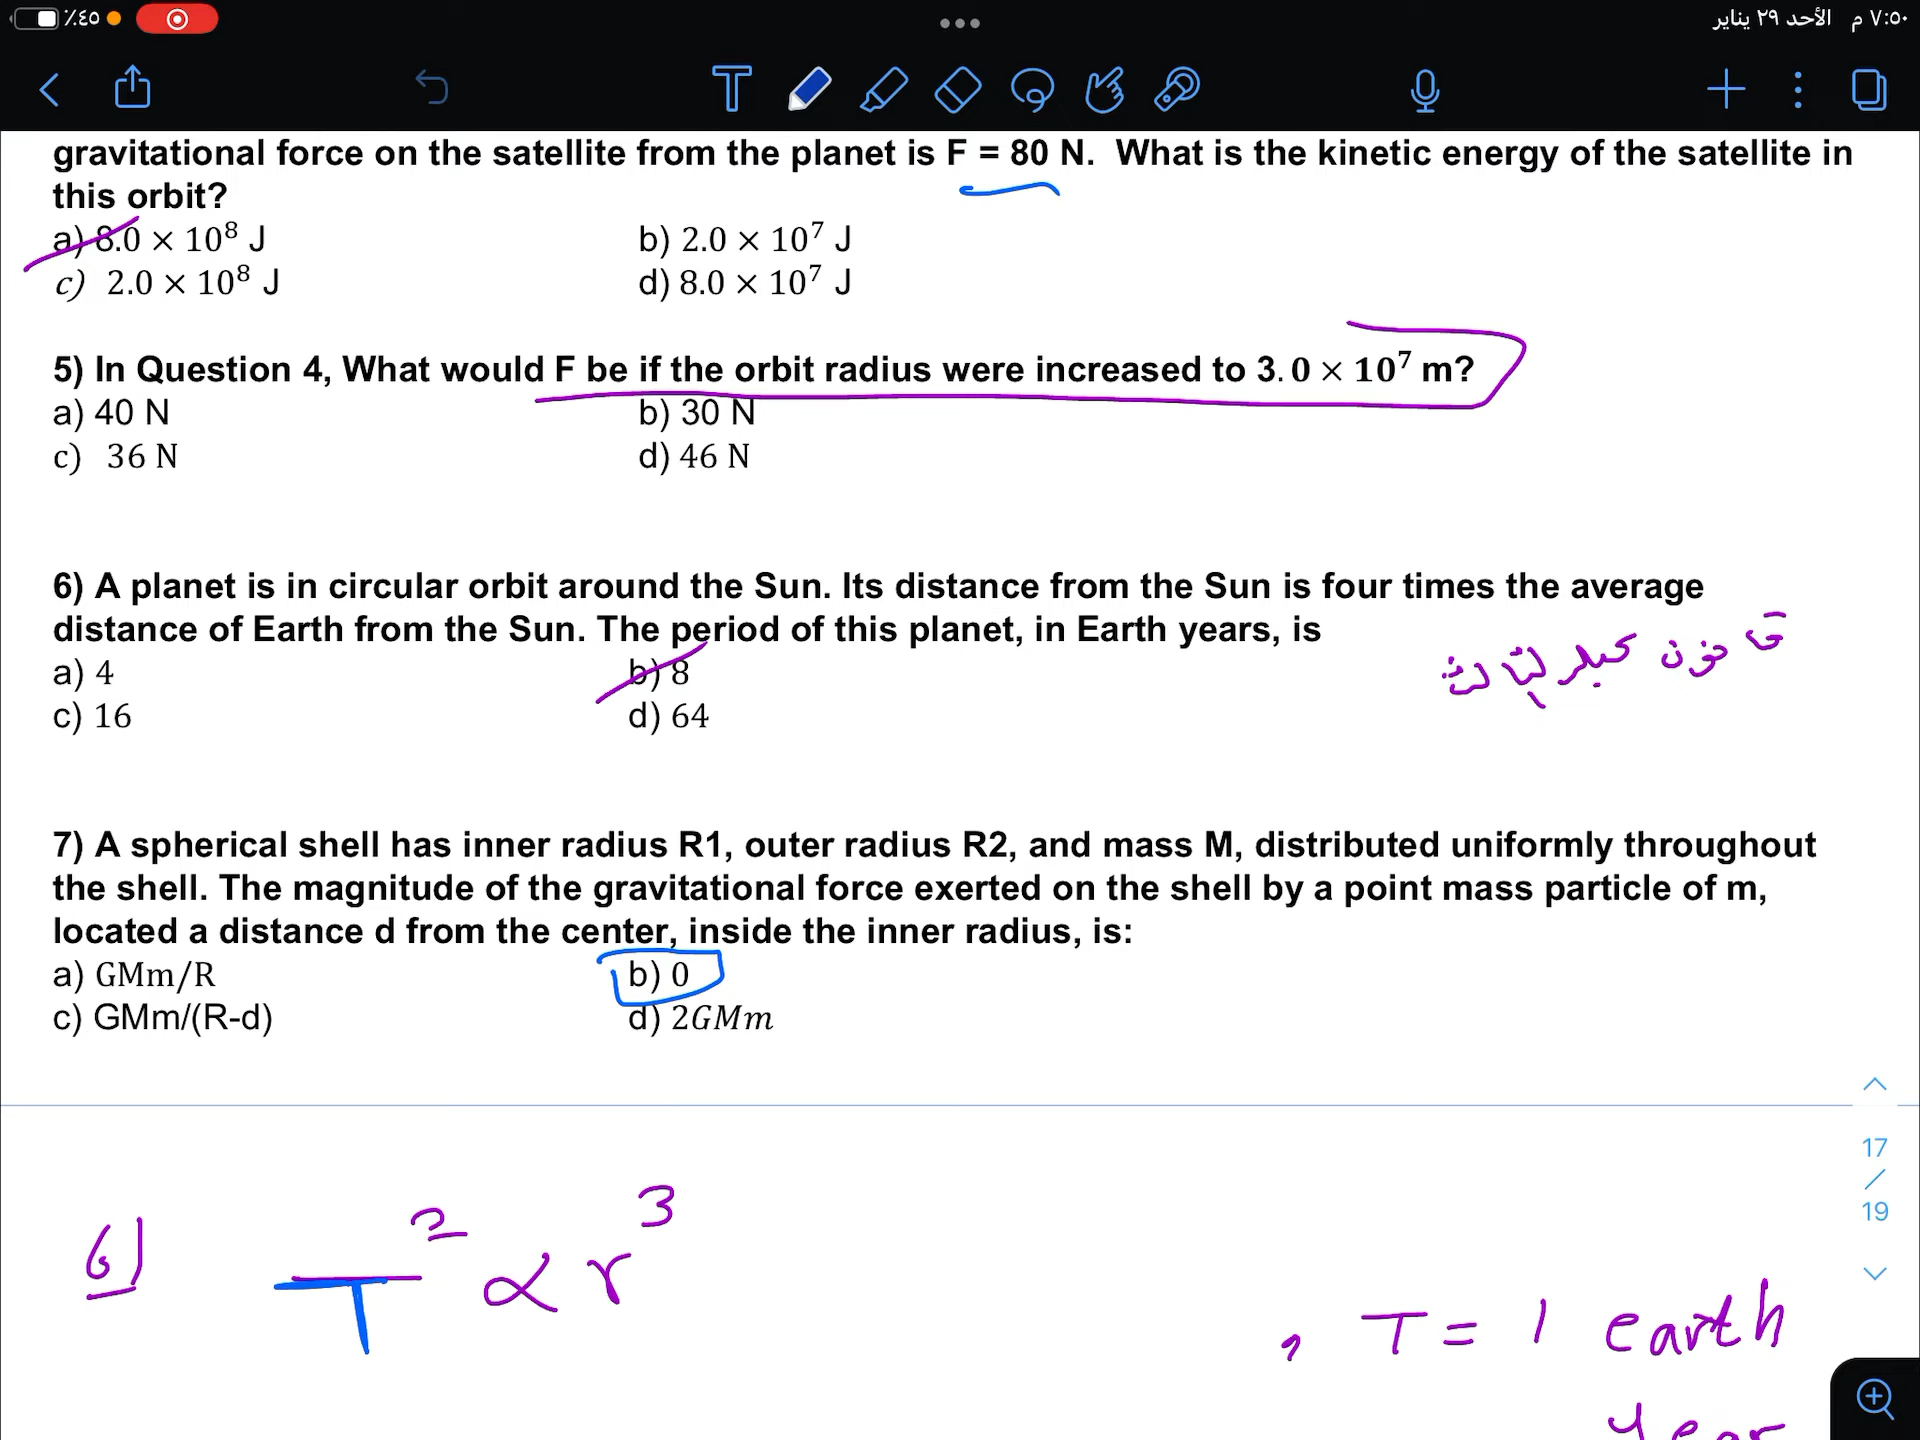 ٪٤٥
٧:٥٠ م الأحد ٢٩ يناير
gravitational force on the satellite from the planet is F = 80 N. What is the kinetic energy of the satellite in
this orbit?
a) 8.0 × 10⁸ J b) 2.0 × 10⁷ J
c) 2.0 × 10⁸ J d) 8.0 × 10⁷ J
5) In Question 4, What would F be if the orbit radius were increased to 3.0 × 10⁷ m?
a) 40 N b) 30 N
c) 36 N d) 46 N
6) A planet is in circular orbit around the Sun. Its distance from the Sun is four times the average
distance of Earth from the Sun. The period of this planet, in Earth years, is
a) 4 b) 8
c) 16 d) 64
قانون كبلر الثالث
7) A spherical shell has inner radius R1, outer radius R2, and mass M, distributed uniformly throughout
the shell. The magnitude of the gravitational force exerted on the shell by a point mass particle of m,
located a distance d from the center, inside the inner radius, is:
a) GMm/R b) 0
c) GMm/(R-d) d) 2GMm
17
/
19
6) T² ∝ r³
, T = 1 earth
year